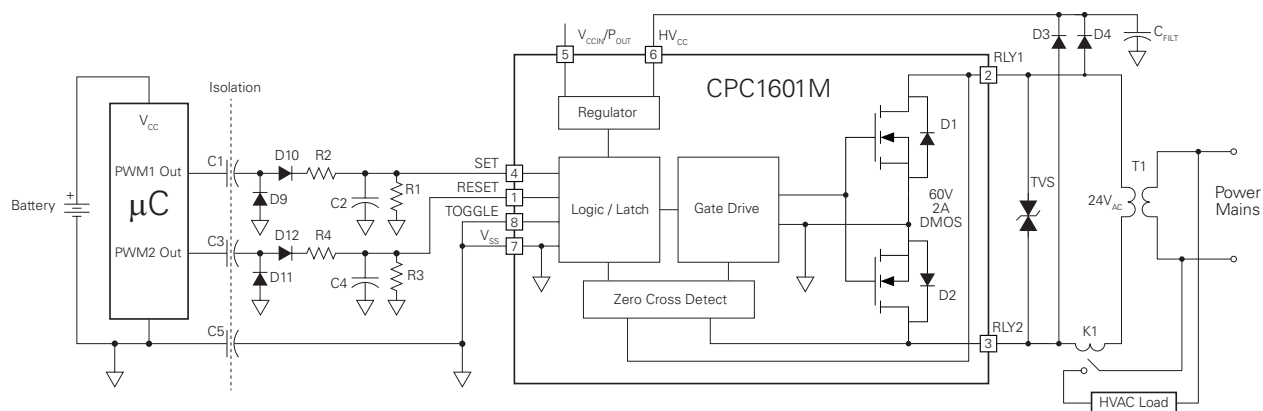 V_CCIN/P_OUT
HV_CC
D3
D4
C_FILT
5
6
RLY1
Isolation
CPC1601M
2
V_CC
Regulator
D1
PWM1 Out
C1
D10
R2
SET
4
T1
D9
C2
R1
RESET
1
TVS
Battery
+
μC
TOGGLE
8
Logic / Latch
Gate Drive
60V
2A
DMOS
24V_AC
Power
Mains
PWM2 Out
C3
D12
R4
V_SS
7
D11
C4
R3
D2
Zero Cross Detect
C5
RLY2
3
K1
HVAC Load